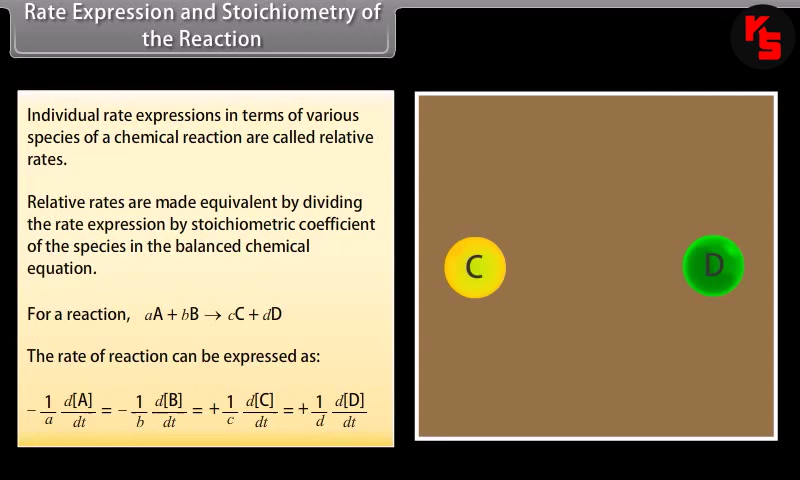 Rate Expression and Stoichiometry of
the Reaction
KS
Individual rate expressions in terms of various
species of a chemical reaction are called relative
rates.
Relative rates are made equivalent by dividing
the rate expression by stoichiometric coefficient
of the species in the balanced chemical
equation.
For a reaction, aA + bB → cC + dD
The rate of reaction can be expressed as:
− 1/a d[A]/dt = − 1/b d[B]/dt = + 1/c d[C]/dt = + 1/d d[D]/dt
C D